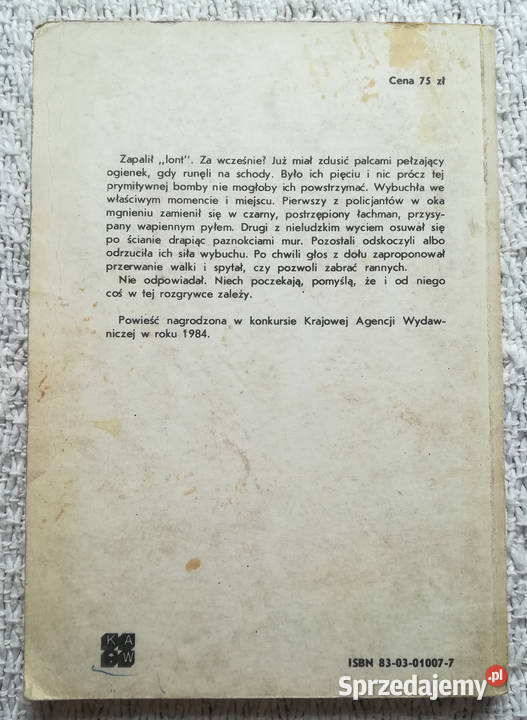 Cena 75 zł
Zapalił „lont". Za wcześnie? Już miał zdusić palcami pełzający
ogienek, gdy runęli na schody. Było ich pięciu i nic prócz tej
prymitywnej bomby nie mogłoby ich powstrzymać. Wybuchła we
właściwym momencie i miejscu. Pierwszy z policjantów w oka
mgnieniu zamienił się w czarny, postrzępiony łachman, przysy-
pany wapiennym pyłem. Drugi z nieludzkim wyciem osuwał się
po ścianie drapiąc paznokciami mur. Pozostali odskoczyli albo
odrzuciła ich siła wybuchu. Po chwili głos z dołu zaproponował
przerwanie walki i spytał, czy pozwoli zabrać rannych.
Nie odpowiadał. Niech poczekają, pomyślą, że i od niego
coś w tej rozgrywce zależy.
Powieść nagrodzona w konkursie Krajowej Agencji Wydaw-
niczej w roku 1984.
KAW
ISBN 83-03-01007-7
Sprzedajemy.pl